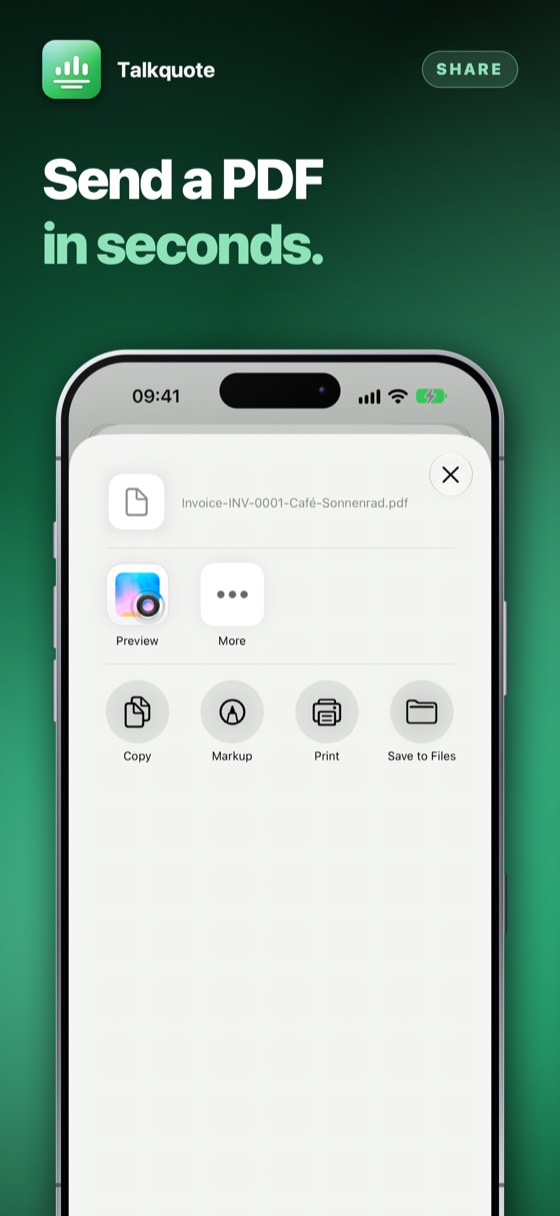 Talkquote
SHARE
Send a PDF
in seconds.
09:41
Invoice-INV-0001-Café-Sonnenrad.pdf
Preview
More
Copy
Markup
Print
Save to Files